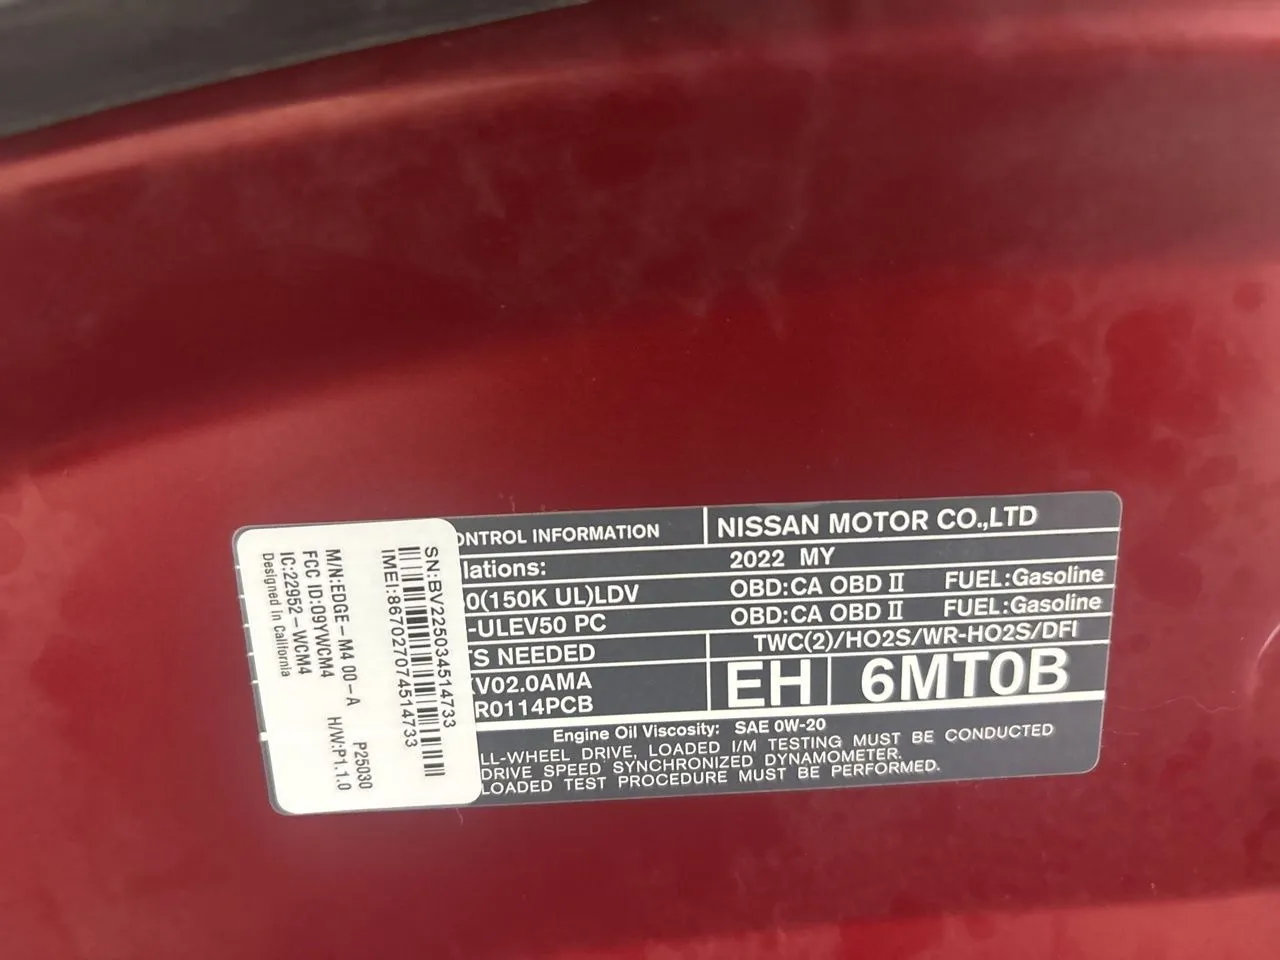 SN:BV2250345 14733
IMEI:867027074514733
M/N:EDGE-M4 00-A P25030
FCC ID:O9YWCM4 H/W:P1.1.0
IC:22952-WCM4
Designed in California
ONTROL INFORMATION
NISSAN MOTOR CO.,LTD
lations:
2022 MY
0(150K UL)LDV
OBD:CA OBD II FUEL:Gasoline
-ULEV50 PC
OBD:CA OBD II FUEL:Gasoline
TS NEEDED
TWC(2)/HO2S/WR-HO2S/DFI
KV02.0AMA
R0114PCB
EH 6MT0B
Engine Oil Viscosity: SAE 0W-20
LL-WHEEL DRIVE, LOADED I/M TESTING MUST BE CONDUCTED
DRIVE SPEED SYNCHRONIZED DYNAMOMETER.
LOADED TEST PROCEDURE MUST BE PERFORMED.